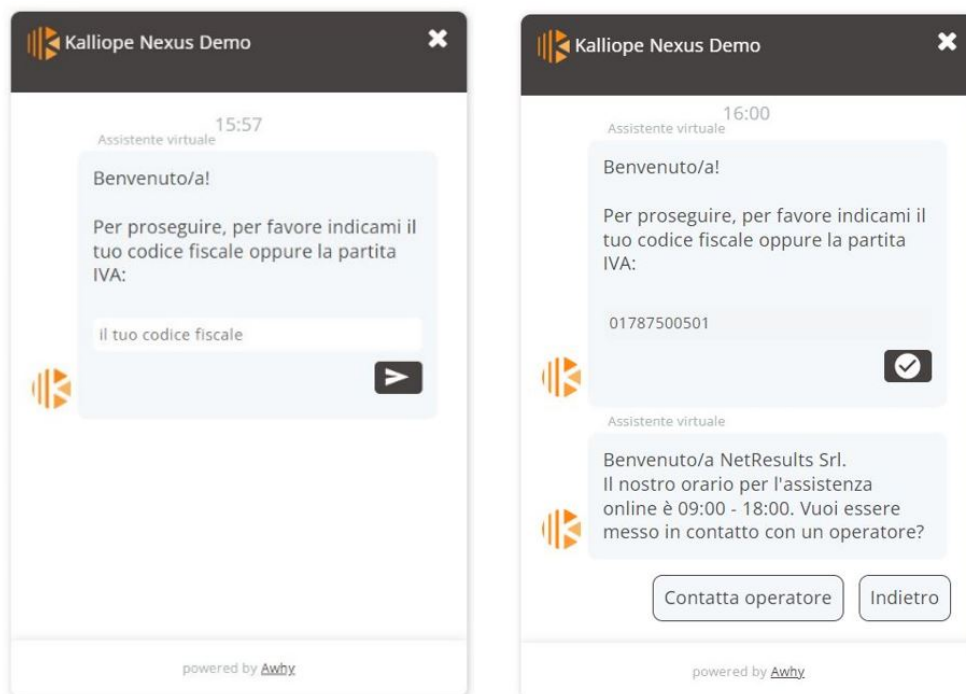 Kalliope Nexus Demo
15:57
Assistente virtuale
Benvenuto/a!
Per proseguire, per favore indicami il
tuo codice fiscale oppure la partita
IVA:
il tuo codice fiscale
powered by Awhy
Kalliope Nexus Demo
16:00
Assistente virtuale
Benvenuto/a!
Per proseguire, per favore indicami il
tuo codice fiscale oppure la partita
IVA:
01787500501
Assistente virtuale
Benvenuto/a NetResults Srl.
Il nostro orario per l'assistenza
online è 09:00 - 18:00. Vuoi essere
messo in contatto con un operatore?
Contatta operatore
Indietro
powered by Awhy